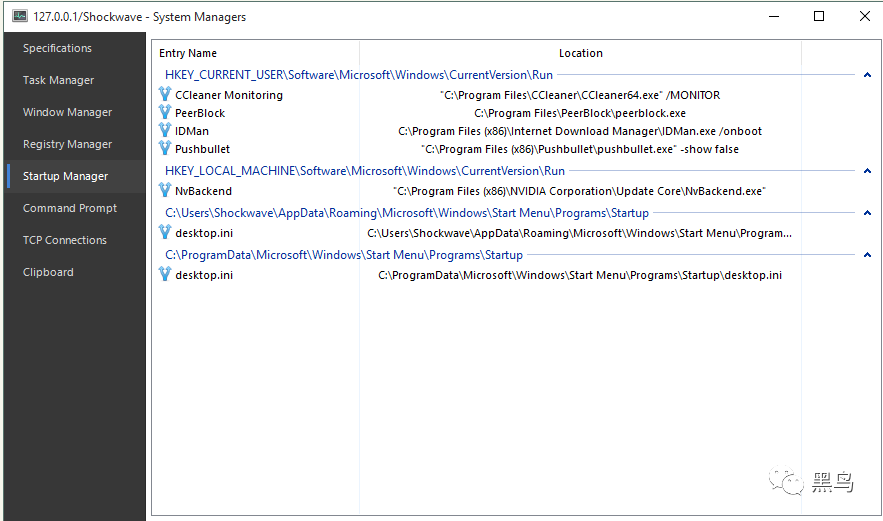 127.0.0.1/Shockwave - System Managers
Specifications
Task Manager
Window Manager
Registry Manager
Startup Manager
Command Prompt
TCP Connections
Clipboard
Entry Name Location
HKEY_CURRENT_USER\Software\Microsoft\Windows\CurrentVersion\Run
CCleaner Monitoring "C:\Program Files\CCleaner\CCleaner64.exe" /MONITOR
PeerBlock C:\Program Files\PeerBlock\peerblock.exe
IDMan C:\Program Files (x86)\Internet Download Manager\IDMan.exe /onboot
Pushbullet "C:\Program Files (x86)\Pushbullet\pushbullet.exe" -show false
HKEY_LOCAL_MACHINE\Software\Microsoft\Windows\CurrentVersion\Run
NvBackend "C:\Program Files (x86)\NVIDIA Corporation\Update Core\NvBackend.exe"
C:\Users\Shockwave\AppData\Roaming\Microsoft\Windows\Start Menu\Programs\Startup
desktop.ini C:\Users\Shockwave\AppData\Roaming\Microsoft\Windows\Start Menu\Program...
C:\ProgramData\Microsoft\Windows\Start Menu\Programs\Startup
desktop.ini C:\ProgramData\Microsoft\Windows\Start Menu\Programs\Startup\desktop.ini
黑鸟